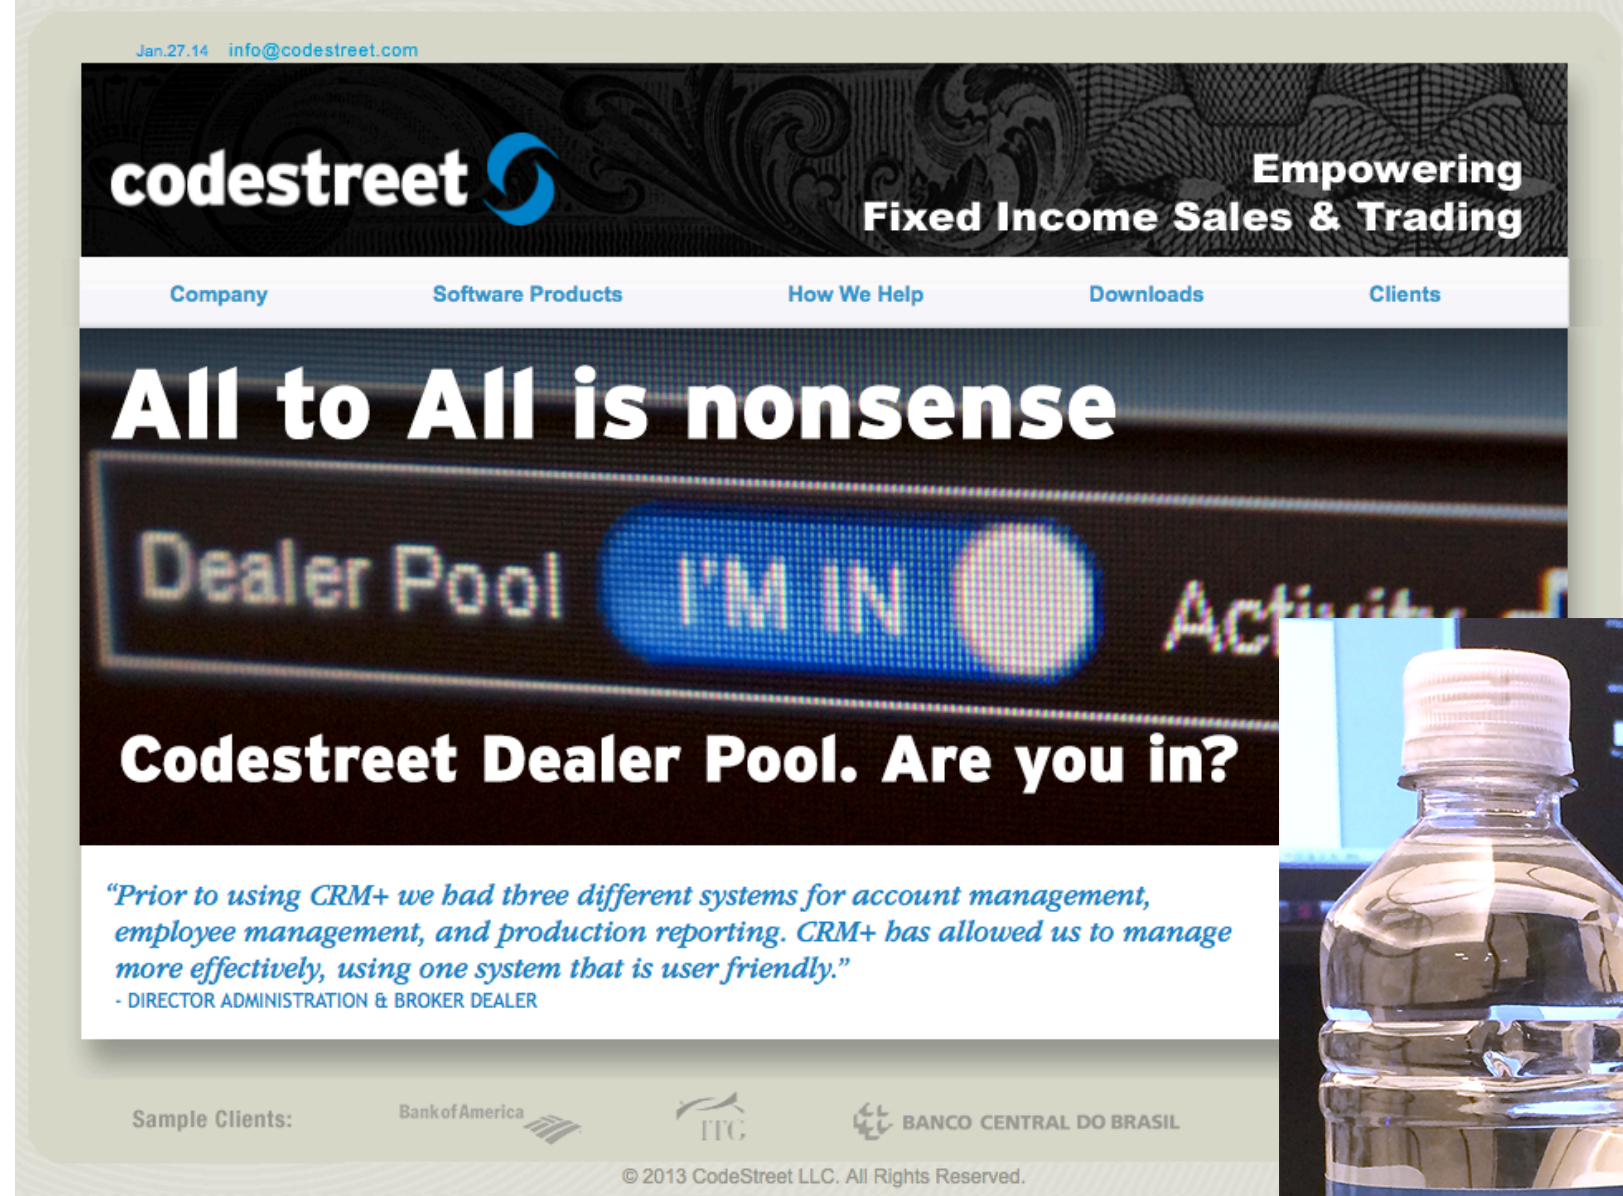 Jan.27.14 info@codestreet.com
codestreet
Empowering
Fixed Income Sales & Trading
Company Software Products How We Help Downloads Clients
All to All is nonsense
Dealer Pool I'M IN Activity
Codestreet Dealer Pool. Are you in?
“Prior to using CRM+ we had three different systems for account management,
employee management, and production reporting. CRM+ has allowed us to manage
more effectively, using one system that is user friendly.”
- DIRECTOR ADMINISTRATION & BROKER DEALER
Sample Clients: Bank of America ITG BANCO CENTRAL DO BRASIL
© 2013 CodeStreet LLC. All Rights Reserved.